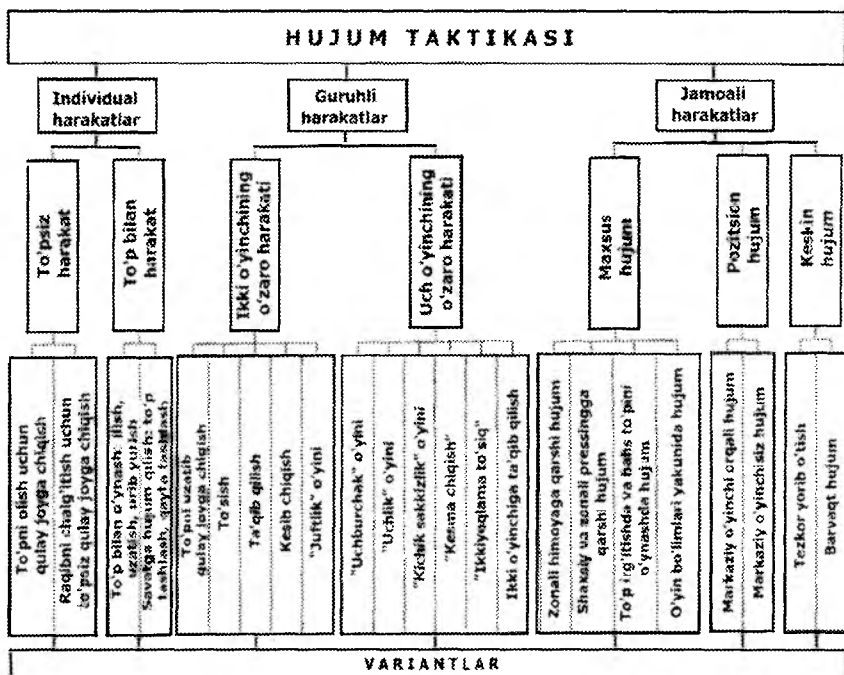 HUJUM TAKTIKASI
Individual
harakatlar
Guruhli
harakatlar
Jamoali
harakatlar
To'psiz
harakat
To'p bilan
harakat
Ikki o'yinchining
o'zaro harakati
Uch o'yinchining
o'zaro harakati
Maxsus
hujum
Pozitsion
hujum
Keskin
hujum
To'pni olish uchun
qulay joyga chiqish
Raqibni chalg'itish uchun
to'psiz qulay joyga chiqish
To'p bilan o'ynash: ilish,
uzatish, urib yurish
Savatga hujum qilish: to'p
tashlash, qayta tashlash
To'pni uzatib
qulay joyga chiqish
To'sish
Ta'qib qilish
Kesib chiqish
"Juftlik" o'yini
"Uchburchak" o'yini
"Uchlik" o'yini
"Kichik sakkizlik" o'yini
"Kesma chiqish"
"Ikkiyoqlama to'siq"
Ikki o'yinchiga ta'qib qilish
Zonali himoyaga qarshi hujum
Shaxsiy va zonali pressingga
qarshi hujum
To'p irg'itishda va bahs to'pini
o'ynashda hujum
O'yin bo'limlari yakunida hujum
Markaziy o'yinchi orqali hujum
Markaziy o'yinchisiz hujum
Tezkor yorib o'tish
Barvaqt hujum
VARIANTLAR